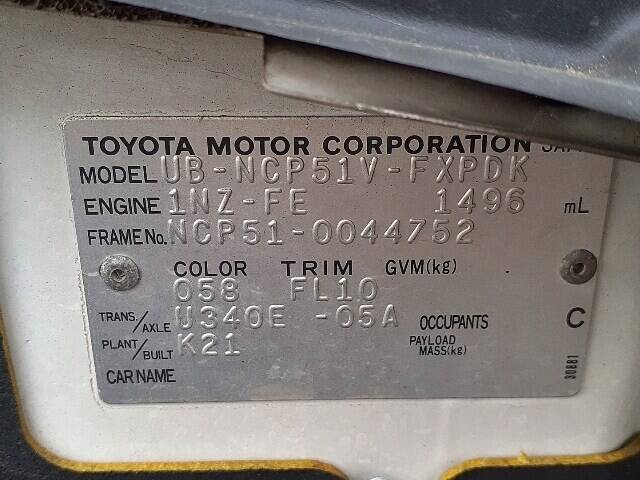 TOYOTA MOTOR CORPORATION
MODEL UB-NCP51V-FXPDK
ENGINE 1NZ-FE 1496 mL
FRAME No. NCP51-0044752
COLOR TRIM GVM(kg)
058 FL10
TRANS./AXLE U340E -05A OCCUPANTS C
PLANT/BUILT K21 PAYLOAD MASS(kg)
CAR NAME
30881